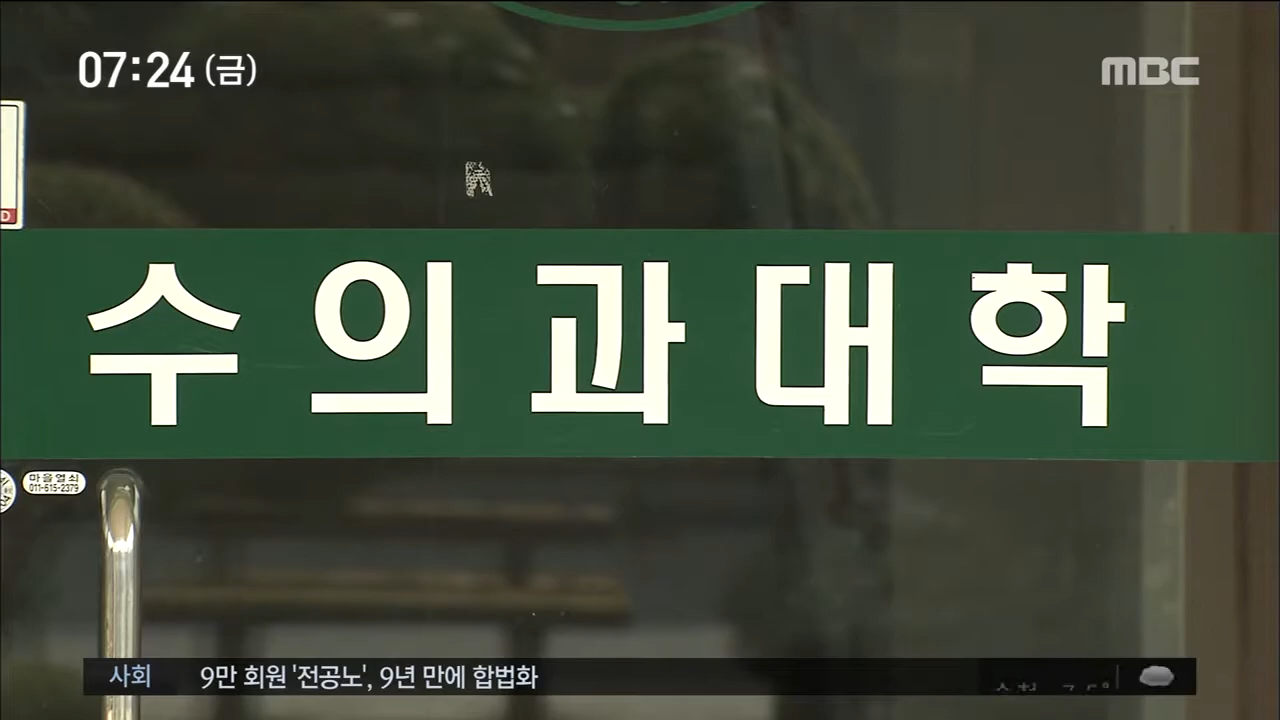 07:24 (금)
MBC
D
수의과대학
마을열쇠
011-615-2379
사회 9만 회원 '전공노', 9년 만에 합법화